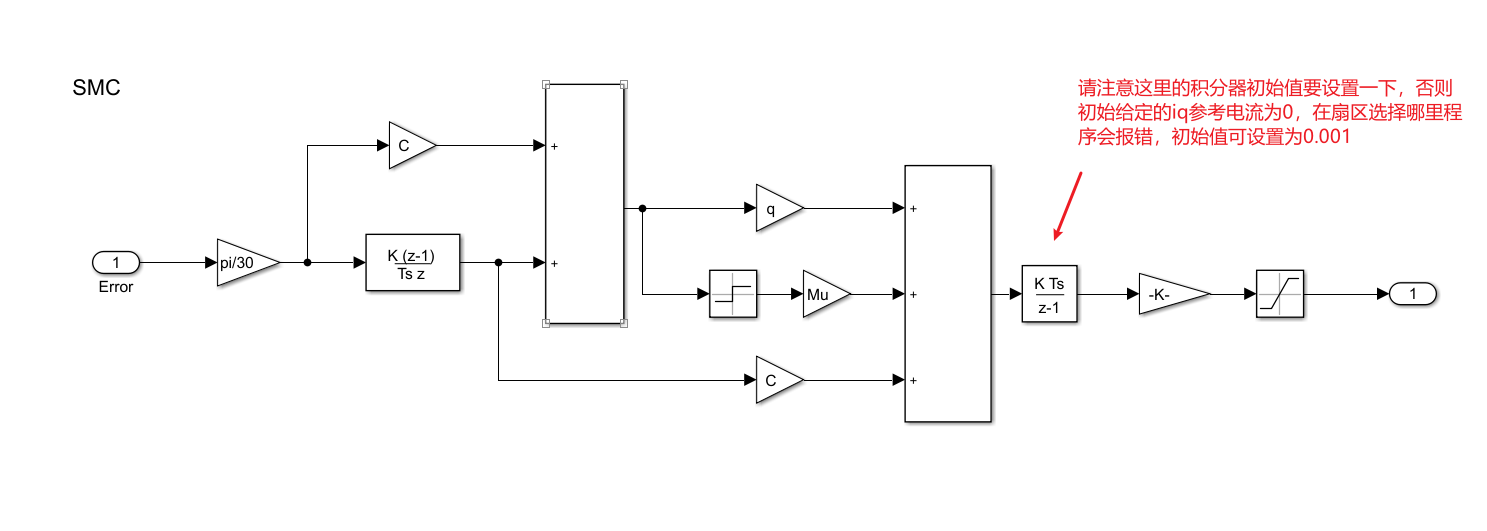 SMC
请注意这里的积分器初始值要设置一下，否则
初始给定的iq参考电流为0，在扇区选择哪里程
序会报错，初始值可设置为0.001
C
+
q
+
1
Error
pi/30
K (z-1)
Ts z
+
Mu
+
K Ts
z-1
-K-
1
C
+